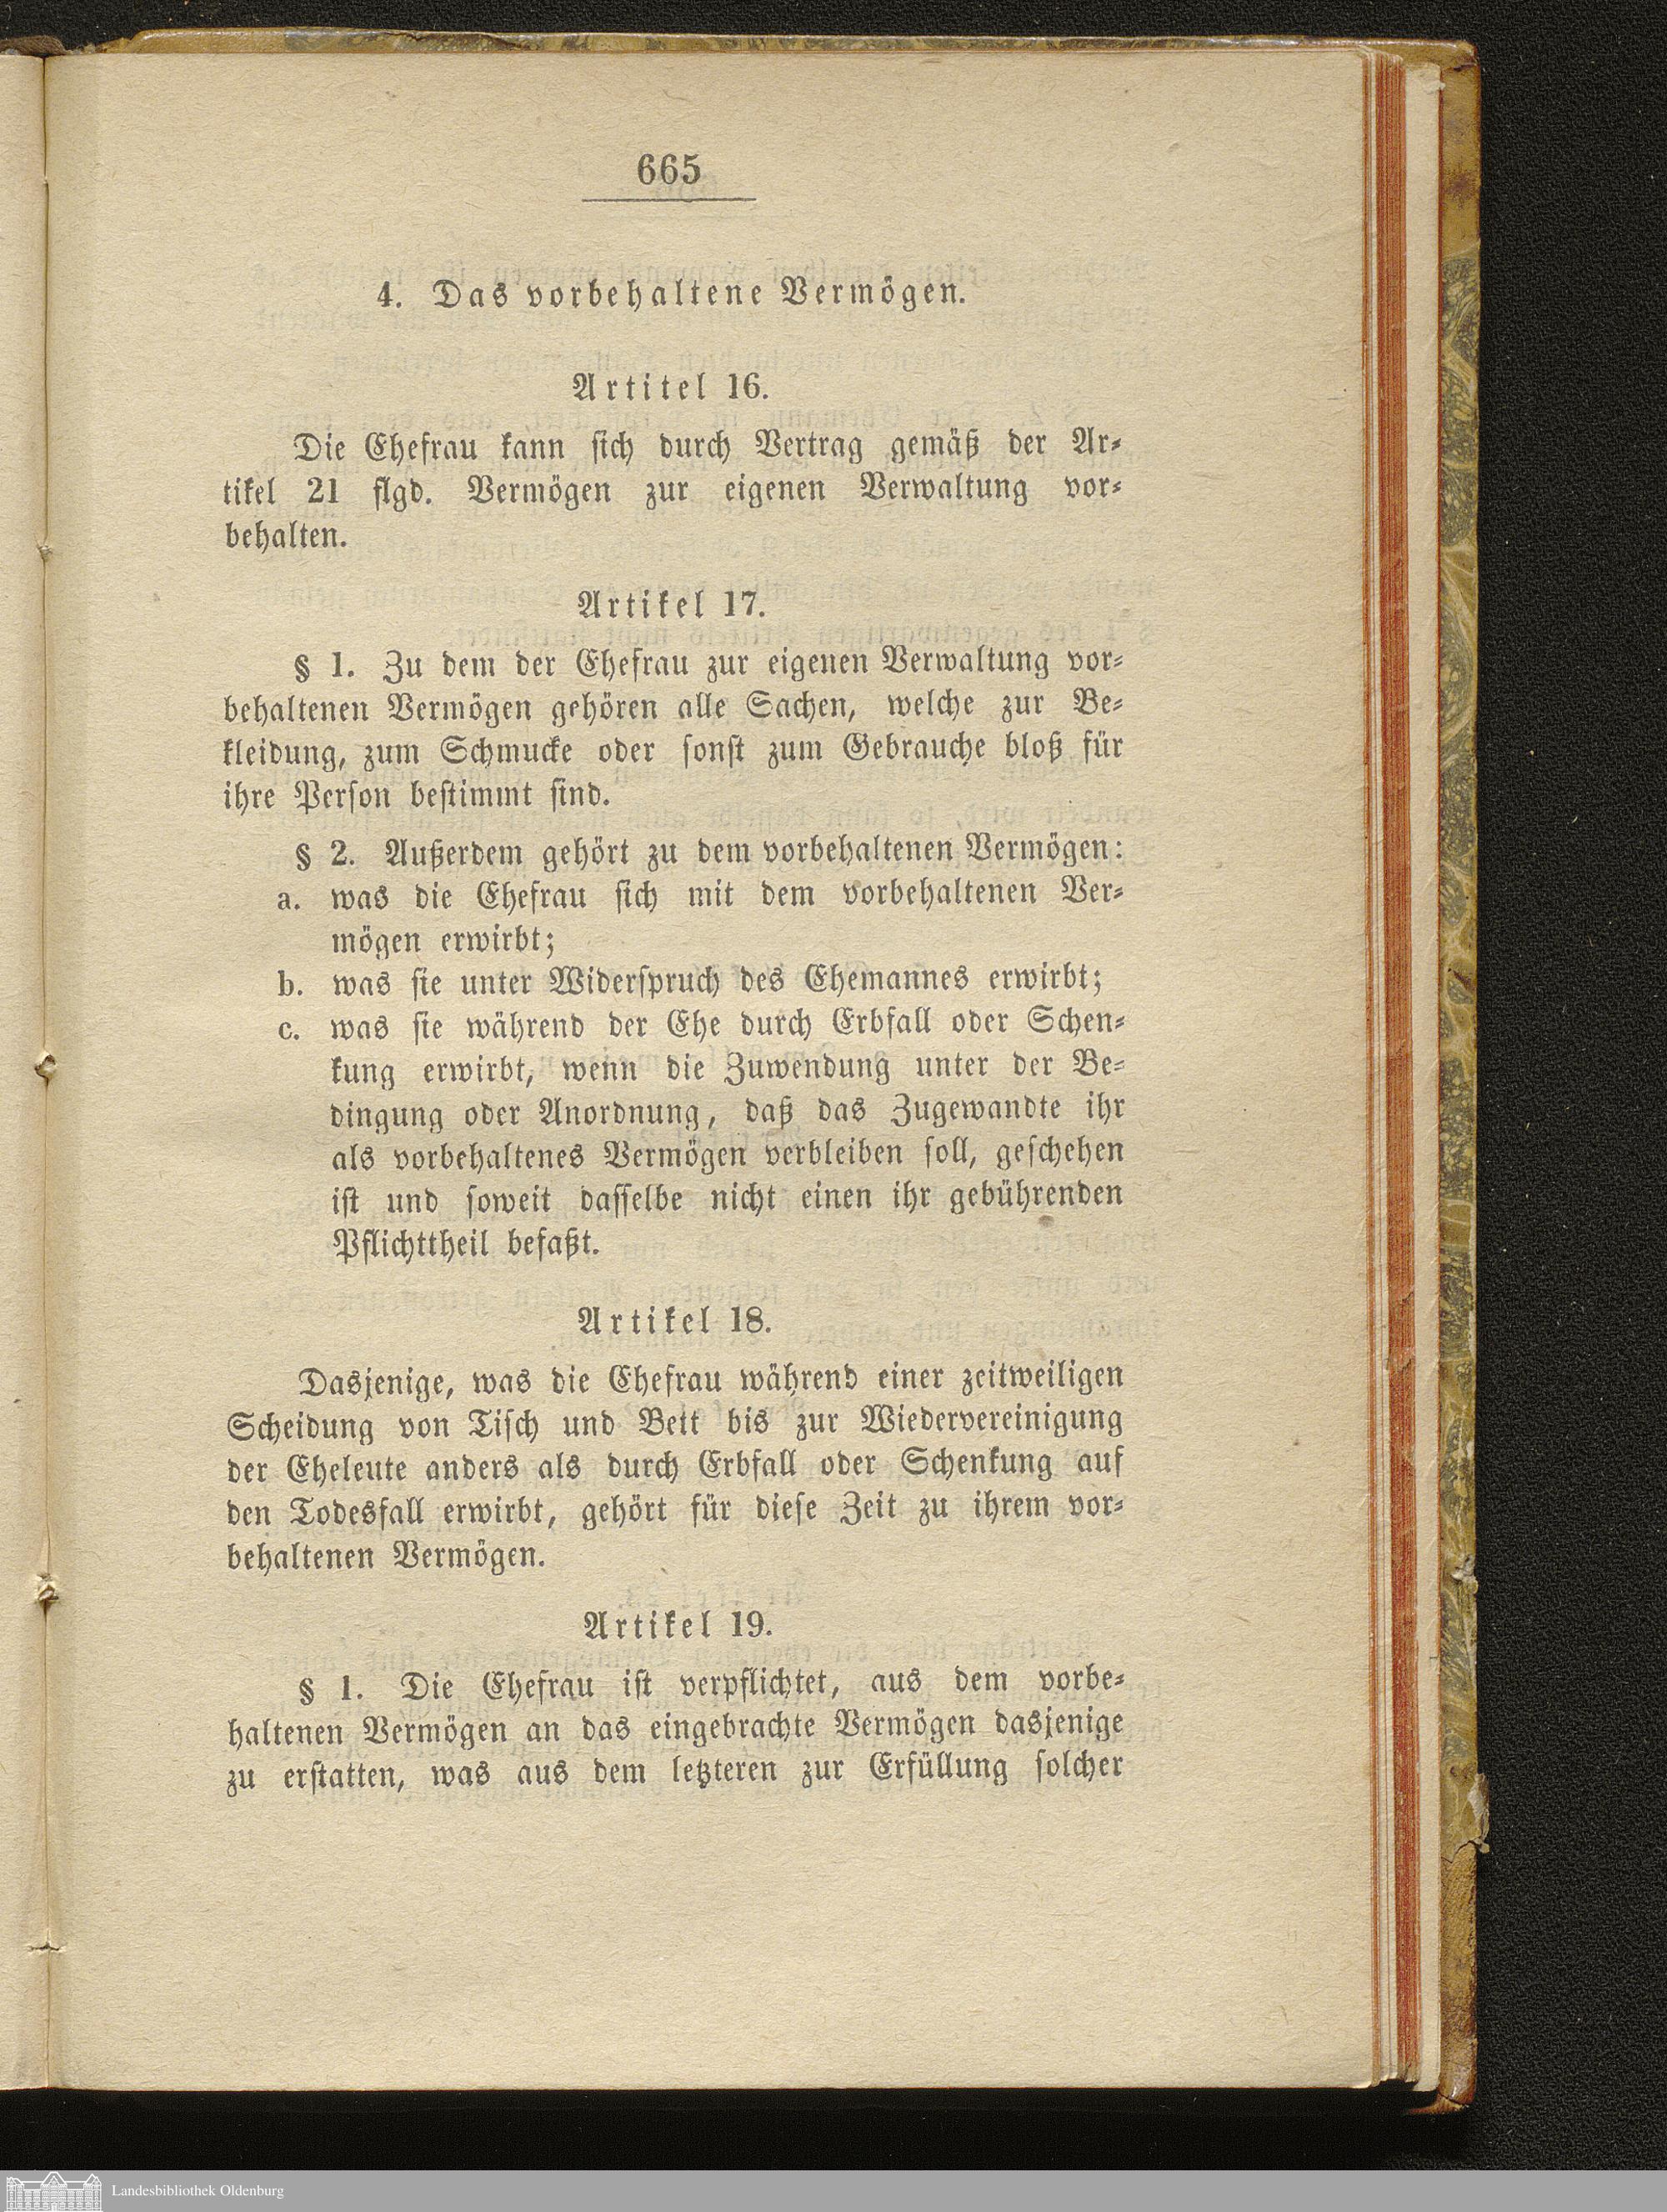 665
4. Das vorbehaltene Vermögen.
Artitel 16.
Die Ehefrau kann sich durch Vertrag gemäß der Ar-
tikel 21 flgd. Vermögen zur eigenen Verwaltung vor-
behalten.
Artikel 17.
§ 1. Zu dem der Ehefrau zur eigenen Verwaltung vor-
behaltenen Vermögen gehören alle Sachen, welche zur Be-
kleidung, zum Schmucke oder sonst zum Gebrauche bloß für
ihre Person bestimmt sind.
§ 2. Außerdem gehört zu dem vorbehaltenen Vermögen:
a. was die Ehefrau sich mit dem vorbehaltenen Ver-
mögen erwirbt;
b. was sie unter Widerspruch des Ehemannes erwirbt;
c. was sie während der Ehe durch Erbfall oder Schen-
kung erwirbt, wenn die Zuwendung unter der Be-
dingung oder Anordnung, daß das Zugewandte ihr
als vorbehaltenes Vermögen verbleiben soll, geschehen
ist und soweit dasselbe nicht einen ihr gebührenden
Pflichttheil befaßt.
Artikel 18.
Dasjenige, was die Ehefrau während einer zeitweiligen
Scheidung von Tisch und Bett bis zur Wiedervereinigung
der Eheleute anders als durch Erbfall oder Schenkung auf
den Todesfall erwirbt, gehört für diese Zeit zu ihrem vor-
behaltenen Vermögen.
Artikel 19.
§ 1. Die Ehefrau ist verpflichtet, aus dem vorbe-
haltenen Vermögen an das eingebrachte Vermögen dasjenige
zu erstatten, was aus dem letzteren zur Erfüllung solcher
Landesbibliothek Oldenburg